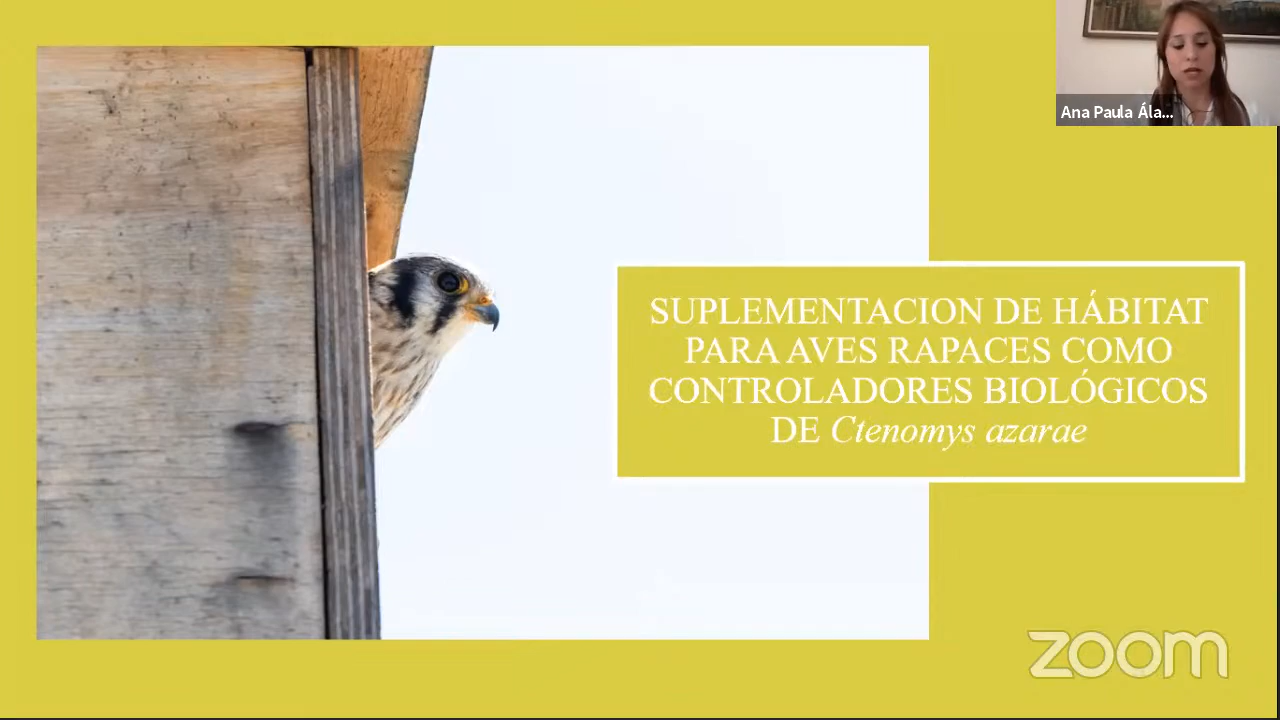 Ana Paula Ála...
SUPLEMENTACION DE HÁBITAT
PARA AVES RAPACES COMO
CONTROLADORES BIOLÓGICOS
DE Ctenomys azarae
zoom